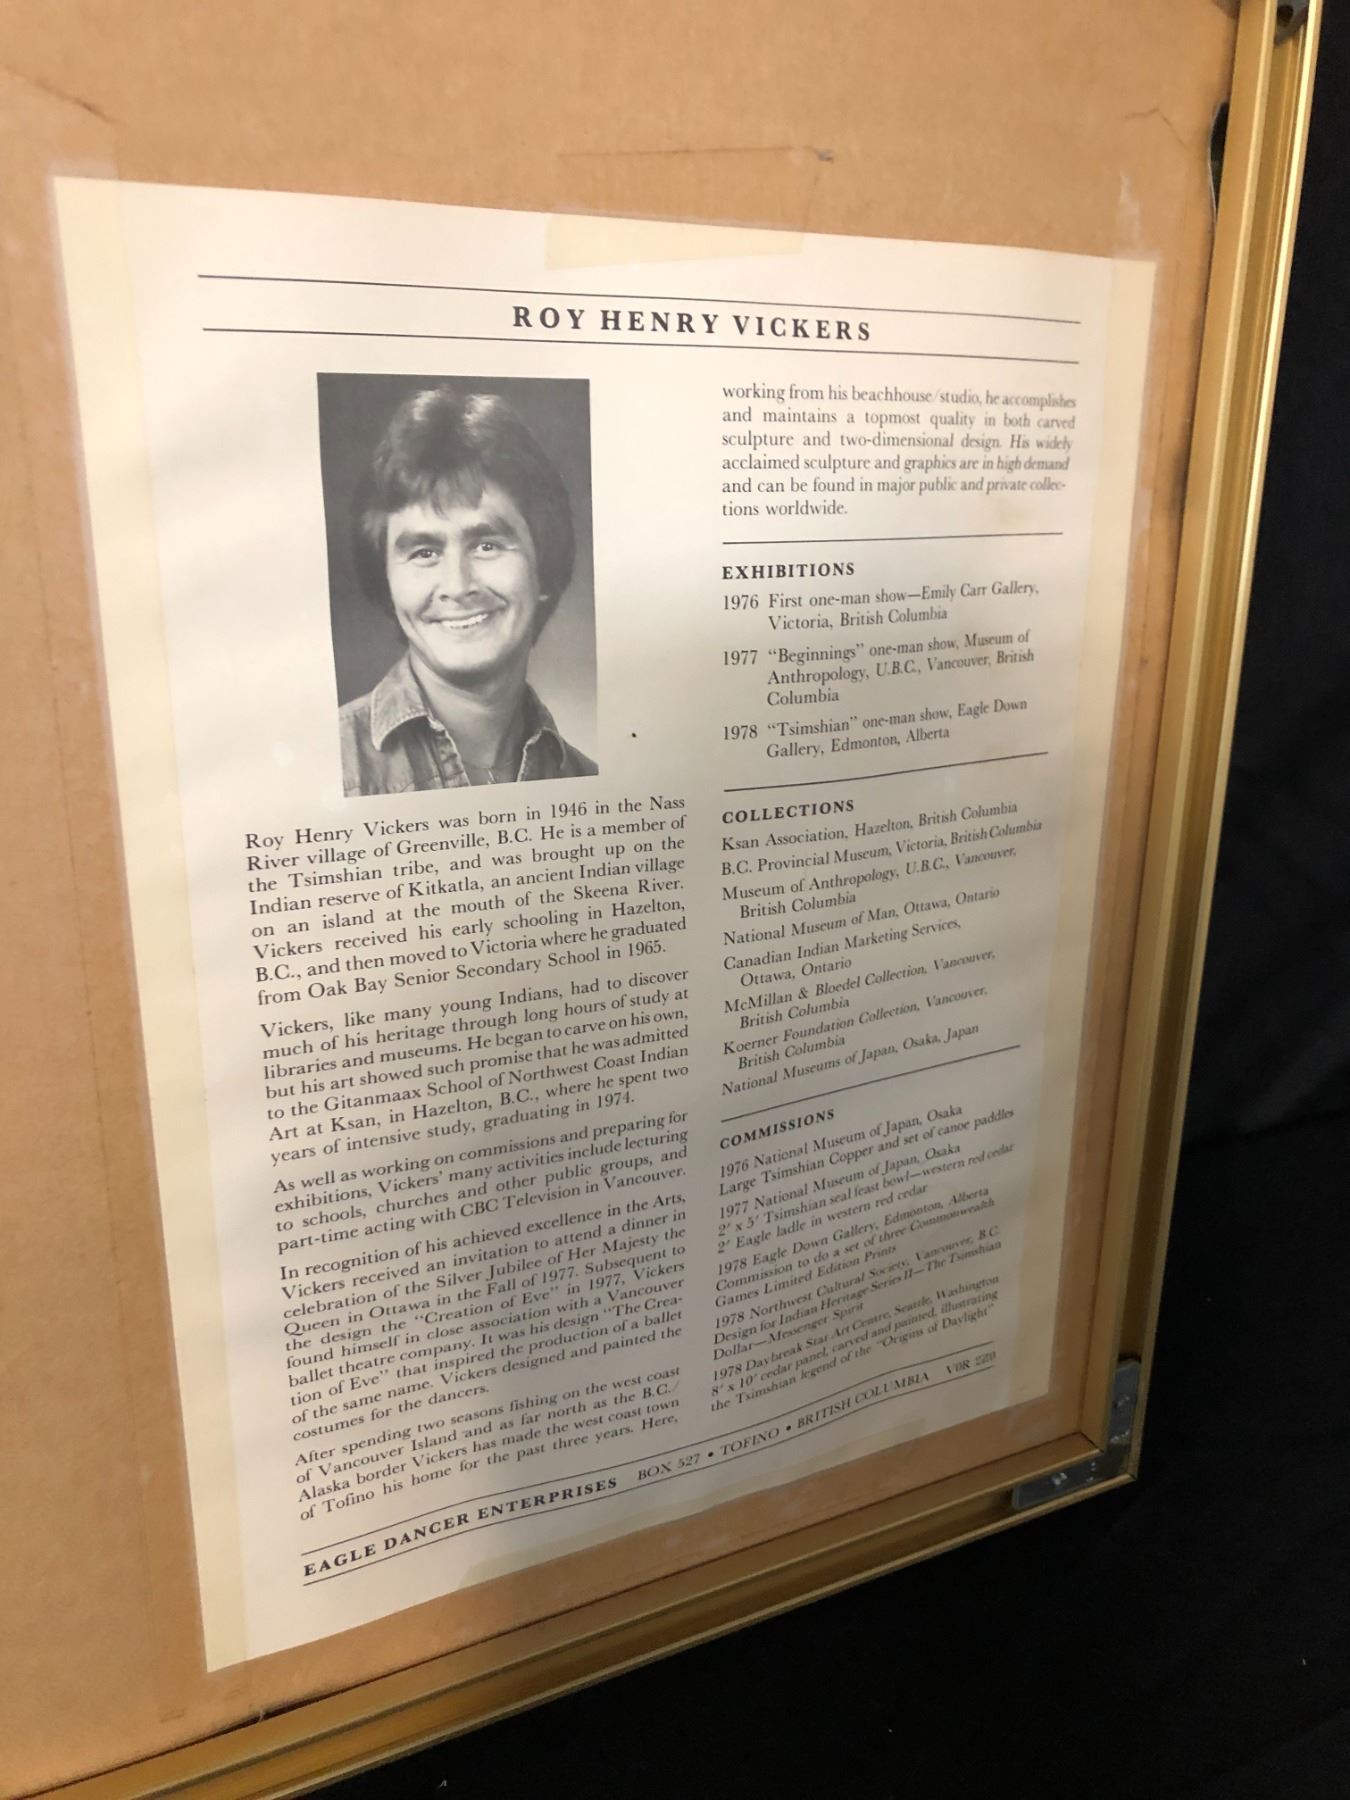 ROY HENRY VICKERS
Roy Henry Vickers was born in 1946 in the Nass
River village of Greenville, B.C. He is a member of
the Tsimshian tribe, and was brought up on the
Indian reserve of Kitkatla, an ancient Indian village
on an island at the mouth of the Skeena River.
Vickers received his early schooling in Hazelton,
B.C., and then moved to Victoria where he graduated
from Oak Bay Senior Secondary School in 1965.
Vickers, like many young Indians, had to discover
much of his heritage through long hours of study at
libraries and museums. He began to carve on his own,
but his art showed such promise that he was admitted
to the Gitanmaax School of Northwest Coast Indian
Art at Ksan, in Hazelton, B.C., where he spent two
years of intensive study, graduating in 1974.
As well as working on commissions and preparing for
exhibitions, Vickers' many activities include lecturing
to schools, churches and other public groups, and
part-time acting with CBC Television in Vancouver.
In recognition of his achieved excellence in the Arts,
Vickers received an invitation to attend a dinner in
celebration of the Silver Jubilee of Her Majesty the
Queen in Ottawa in the Fall of 1977. Subsequent to
the design the "Creation of Eve" in 1977, Vickers
found himself in close association with a Vancouver
ballet theatre company. It was his design "The Crea-
tion of Eve" that inspired the production of a ballet
of the same name. Vickers designed and painted the
costumes for the dancers.
After spending two seasons fishing on the west coast
of Vancouver Island and as far north as the B.C./
Alaska border Vickers has made the west coast town
of Tofino his home for the past three years. Here,
working from his beachhouse/studio, he accomplishes
and maintains a topmost quality in both carved
sculpture and two-dimensional design. His widely
acclaimed sculpture and graphics are in high demand
and can be found in major public and private collec-
tions worldwide.
EXHIBITIONS
1976 First one-man show—Emily Carr Gallery,
Victoria, British Columbia
1977 "Beginnings" one-man show, Museum of
Anthropology, U.B.C., Vancouver, British
Columbia
1978 "Tsimshian" one-man show, Eagle Down
Gallery, Edmonton, Alberta
COLLECTIONS
Ksan Association, Hazelton, British Columbia
B.C. Provincial Museum, Victoria, British Columbia
Museum of Anthropology, U.B.C., Vancouver,
British Columbia
National Museum of Man, Ottawa, Ontario
Canadian Indian Marketing Services,
Ottawa, Ontario
McMillan & Bloedel Collection, Vancouver,
British Columbia
Koerner Foundation Collection, Vancouver,
British Columbia
National Museums of Japan, Osaka, Japan
COMMISSIONS
1976 National Museum of Japan, Osaka
Large Tsimshian Copper and set of canoe paddles
1977 National Museum of Japan, Osaka
2' x 5' Tsimshian seal feast bowl—western red cedar
2' Eagle ladle in western red cedar
1978 Eagle Down Gallery, Edmonton, Alberta
Commission to do a set of three Commonwealth
Games Limited Edition Prints
1978 Northwest Cultural Society, Vancouver, B.C.
Design for Indian Heritage Series II—The Tsimshian
Dollar—Messenger Spirit
1978 Daybreak Star Art Centre, Seattle, Washington
8' x 10' cedar panel, carved and painted, illustrating
the Tsimshian legend of the "Origins of Daylight"
EAGLE DANCER ENTERPRISES BOX 527 • TOFINO • BRITISH COLUMBIA V0R 2Z0